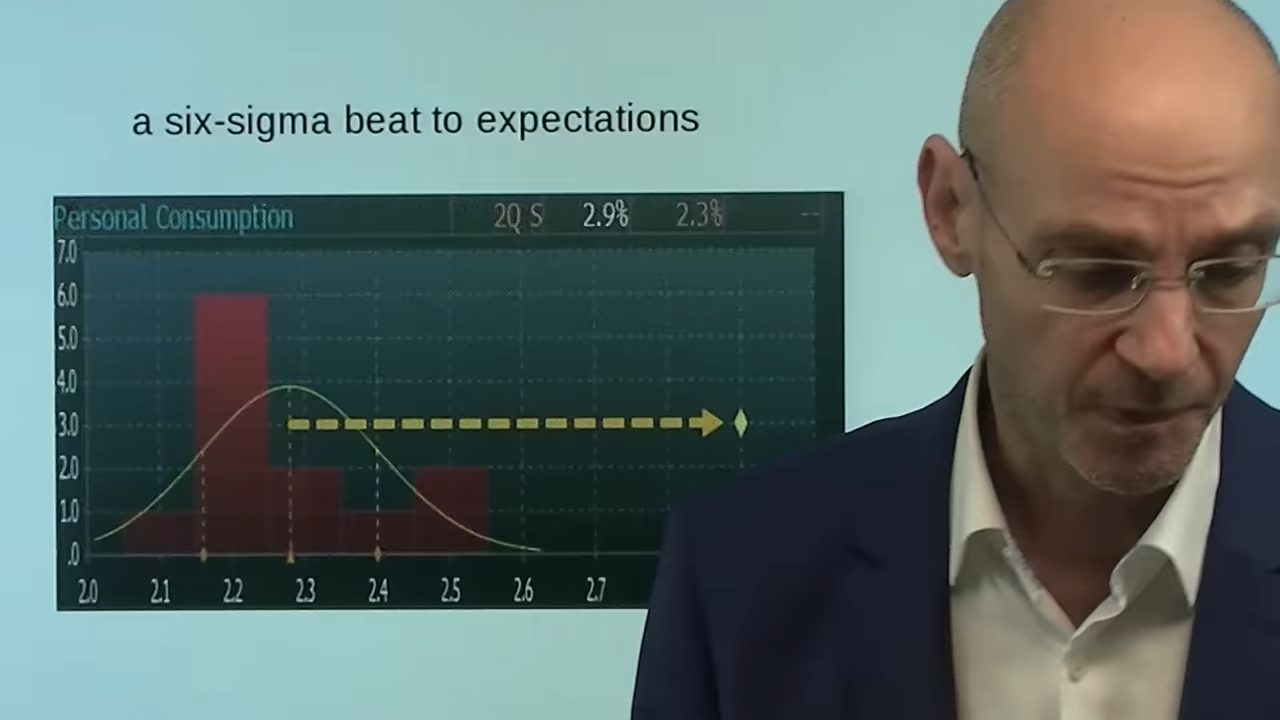 a six-sigma beat to expectations
Personal Consumption 2Q S 2.9% 2.3% --
7.0
6.0
5.0
4.0
3.0
2.0
1.0
.0
2.0 2.1 2.2 2.3 2.4 2.5 2.6 2.7